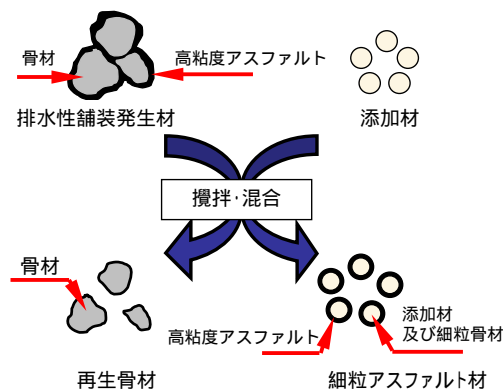 骨材
高粘度アスファルト
排水性舗装発生材
添加材
攪拌・混合
骨材
高粘度アスファルト
添加材
及び細粒骨材
再生骨材
細粒アスファルト材